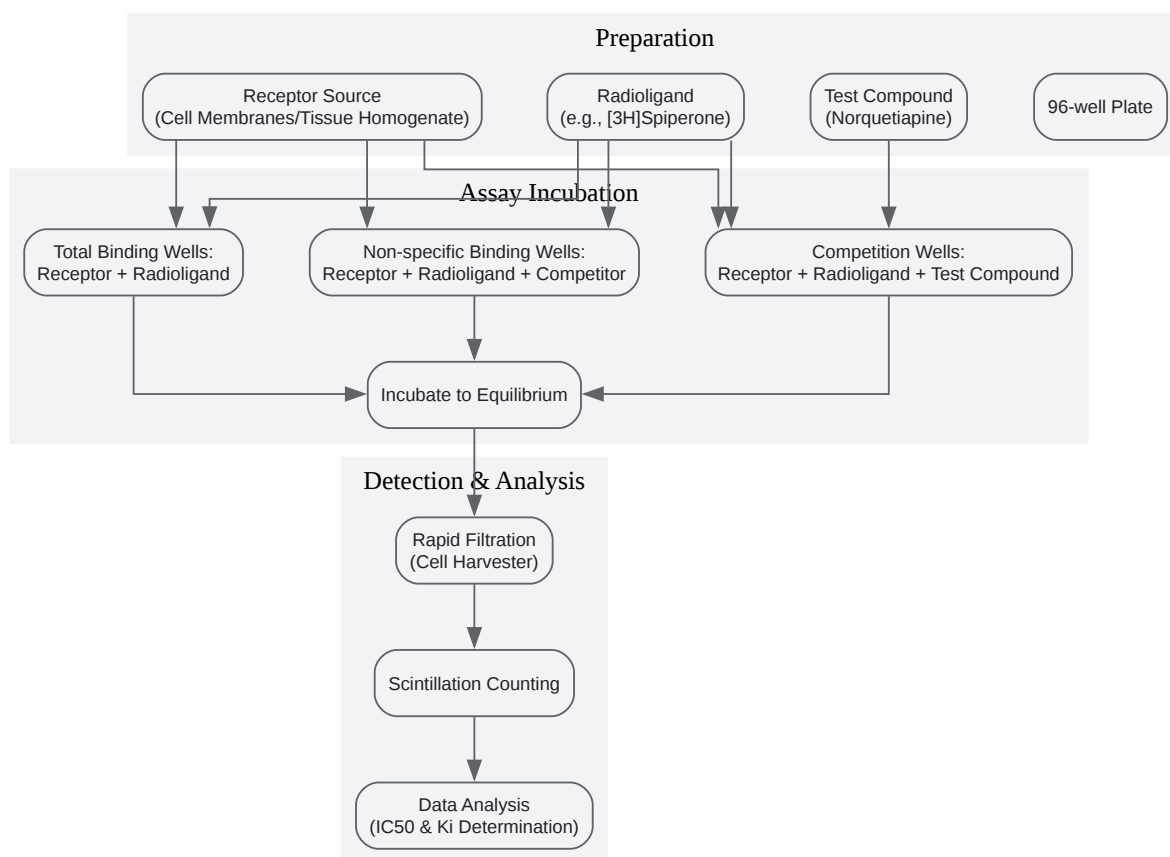 Preparation
Receptor Source
(Cell Membranes/Tissue Homogenate)
Radioligand
(e.g., [3H]Spiperone)
Test Compound
(Norquetiapine)
96-well Plate
Assay Incubation
Total Binding Wells:
Receptor + Radioligand
Non-specific Binding Wells:
Receptor + Radioligand + Competitor
Competition Wells:
Receptor + Radioligand + Test Compound
Incubate to Equilibrium
Detection & Analysis
Rapid Filtration
(Cell Harvester)
Scintillation Counting
Data Analysis
(IC50 & Ki Determination)